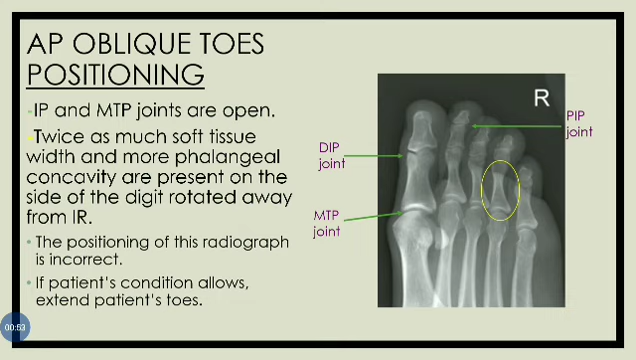 AP OBLIQUE TOES
POSITIONING
IP and MTP joints are open.
Twice as much soft tissue
width and more phalangeal
concavity are present on the
side of the digit rotated away
from IR.
The positioning of this radiograph
is incorrect.
If patient's condition allows,
extend patient's toes.
R
PIP
joint
DIP
joint
MTP
joint
00:53